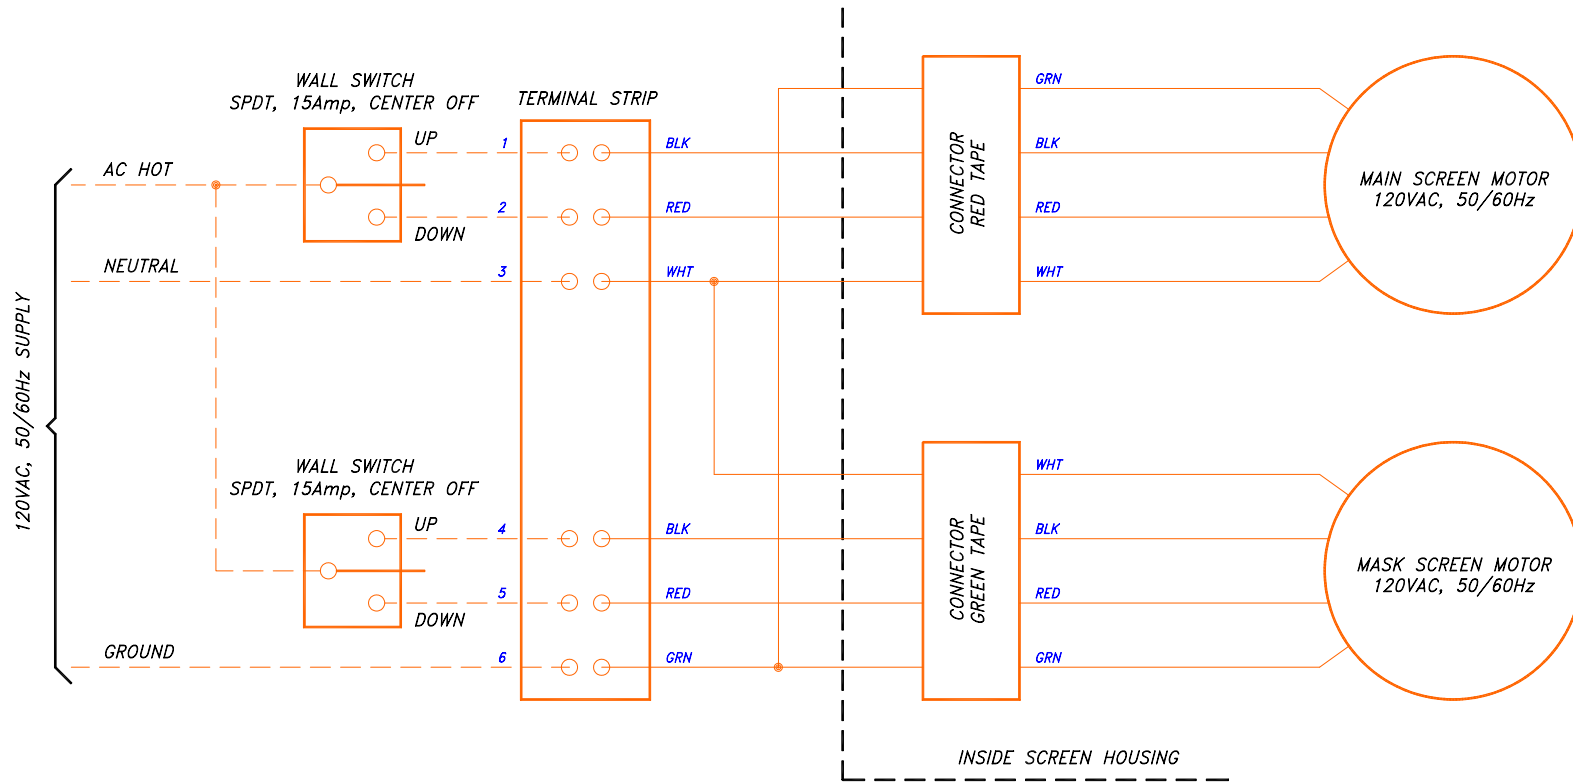 WALL SWITCH
SPDT, 15Amp, CENTER OFF
TERMINAL STRIP
UP
1
BLK
AC HOT
2
RED
DOWN
NEUTRAL
3
WHT
120VAC, 50/60Hz SUPPLY
WALL SWITCH
SPDT, 15Amp, CENTER OFF
UP
4
BLK
5
RED
DOWN
GROUND
6
GRN
CONNECTOR
RED TAPE
GRN
BLK
RED
WHT
MAIN SCREEN MOTOR
120VAC, 50/60Hz
CONNECTOR
GREEN TAPE
WHT
BLK
RED
GRN
MASK SCREEN MOTOR
120VAC, 50/60Hz
INSIDE SCREEN HOUSING